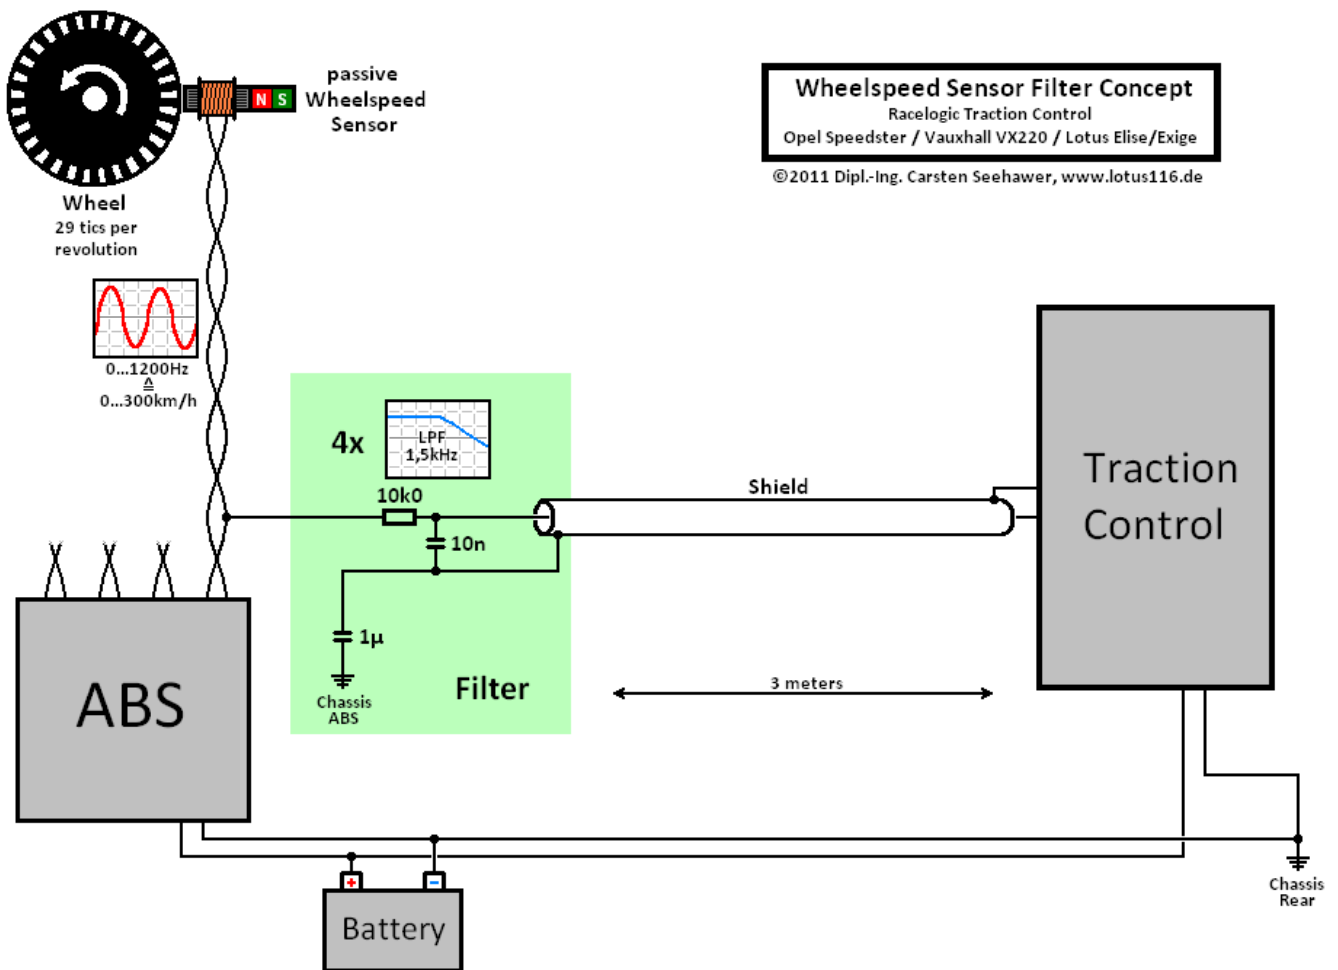 passive
Wheelspeed
Sensor
N S
Wheel
29 tics per
revolution
Wheelspeed Sensor Filter Concept
Racelogic Traction Control
Opel Speedster / Vauxhall VX220 / Lotus Elise/Exige
©2011 Dipl.-Ing. Carsten Seehawer, www.lotus116.de
0...1200Hz
≙
0...300km/h
4x
LPF
1,5kHz
10k0
10n
1µ
Chassis
ABS
Filter
Shield
3 meters
Traction
Control
ABS
+ −
Battery
Chassis
Rear